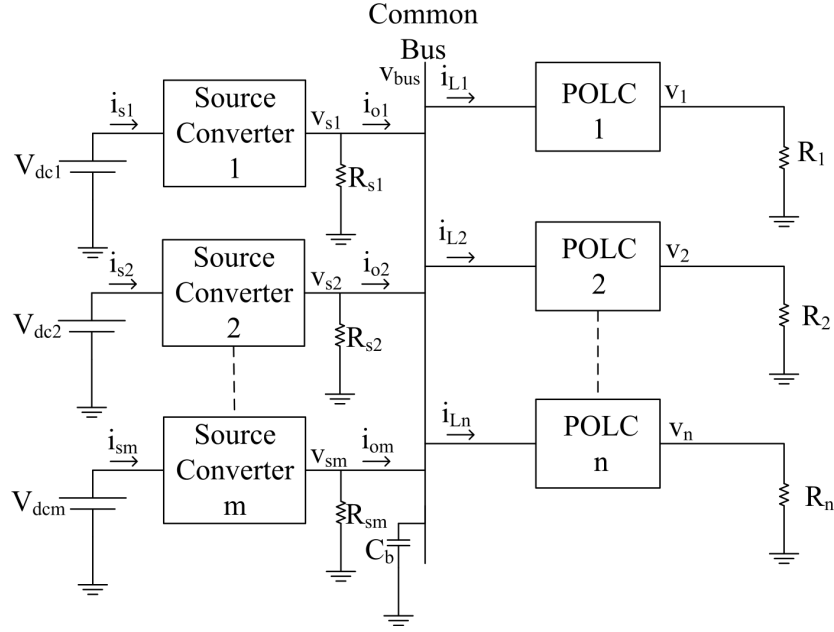 Common
Bus
v_bus
i_s1
Source
Converter
1
v_s1
i_o1
R_s1
V_dc1
i_L1
POLC
1
v_1
R_1
i_s2
Source
Converter
2
v_s2
i_o2
R_s2
V_dc2
i_L2
POLC
2
v_2
R_2
i_sm
Source
Converter
m
v_sm
i_om
R_sm
V_dcm
C_b
i_Ln
POLC
n
v_n
R_n